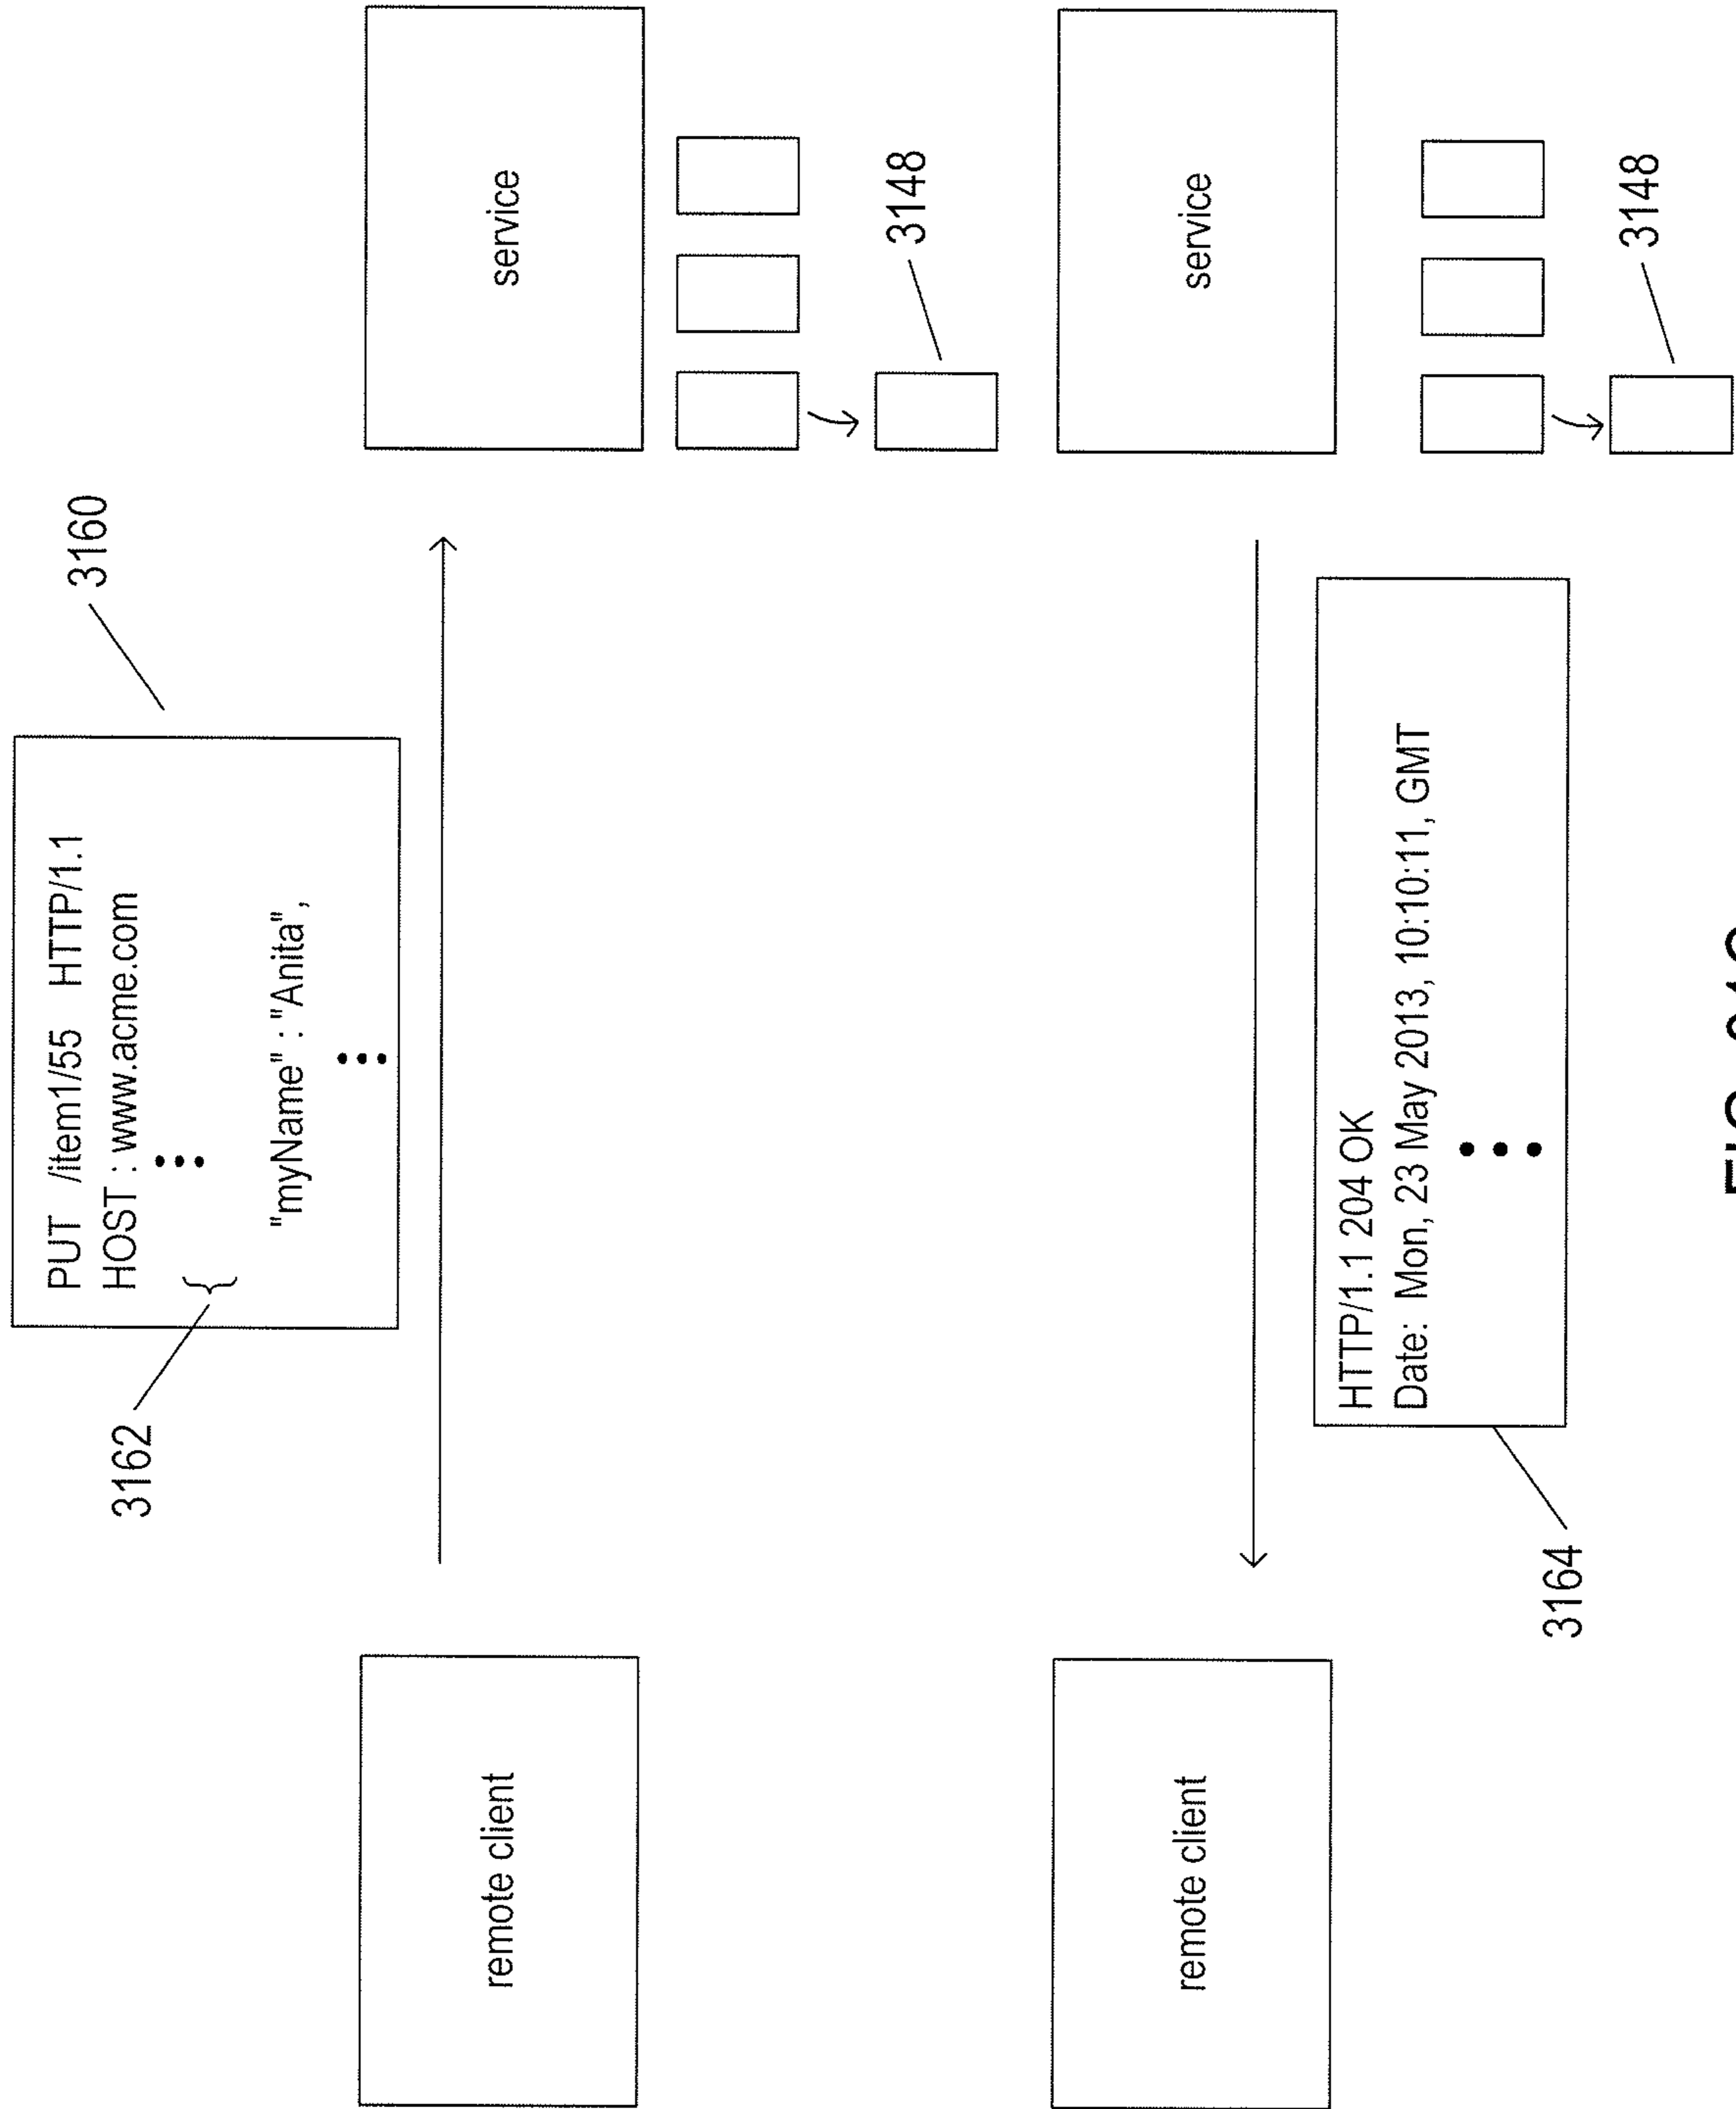 PUT /item1/55 HTTP/1.1
3160
HOST : www.acme.com
3162
{
"myName" : "Anita",
remote client
service
3148
remote client
service
HTTP/1.1 204 OK
Date: Mon, 23 May 2013, 10:10:11, GMT
3164
3148
FIG.